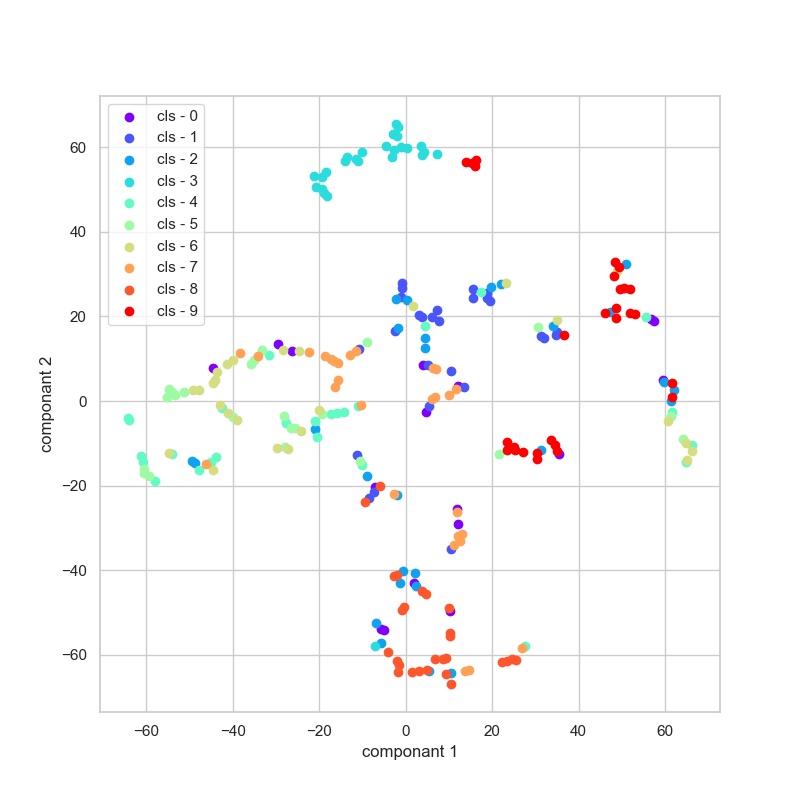 cls - 0
cls - 1
cls - 2
cls - 3
cls - 4
cls - 5
cls - 6
cls - 7
cls - 8
cls - 9
60
40
20
0
−20
−40
−60
componant 2
−60 −40 −20 0 20 40 60
componant 1